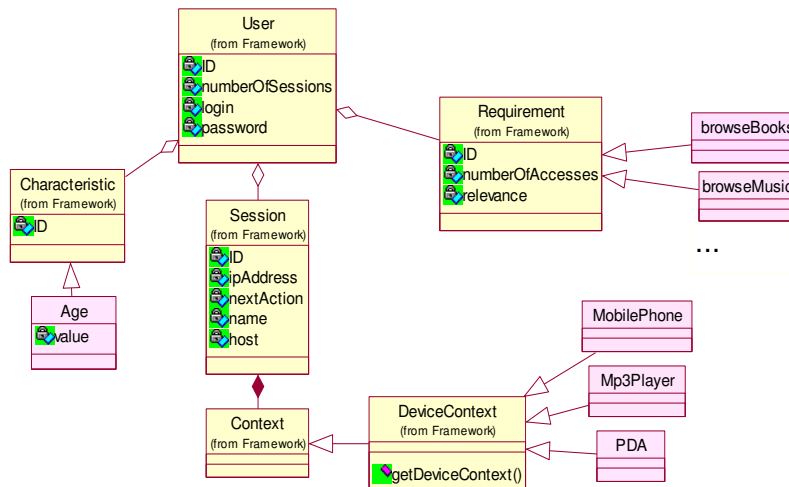 User
(from Framework)
ID
numberOfSessions
login
password
Requirement
(from Framework)
ID
numberOfAccesses
relevance
browseBooks
browseMusic
...
Characteristic
(from Framework)
ID
Age
value
Session
(from Framework)
ID
ipAddress
nextAction
name
host
Context
(from Framework)
DeviceContext
(from Framework)
getDeviceContext()
MobilePhone
Mp3Player
PDA